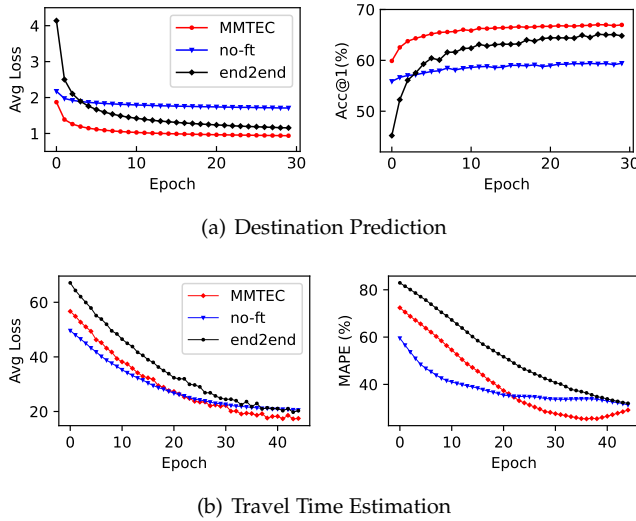 4
3
2
1
Avg Loss
MMTEC
no-ft
end2end
0 10 20 30
Epoch
70
60
50
Acc@1(%)
0 10 20 30
Epoch
(a) Destination Prediction
60
40
20
Avg Loss
MMTEC
no-ft
end2end
0 10 20 30 40
Epoch
80
60
40
MAPE (%)
0 20 40
Epoch
(b) Travel Time Estimation